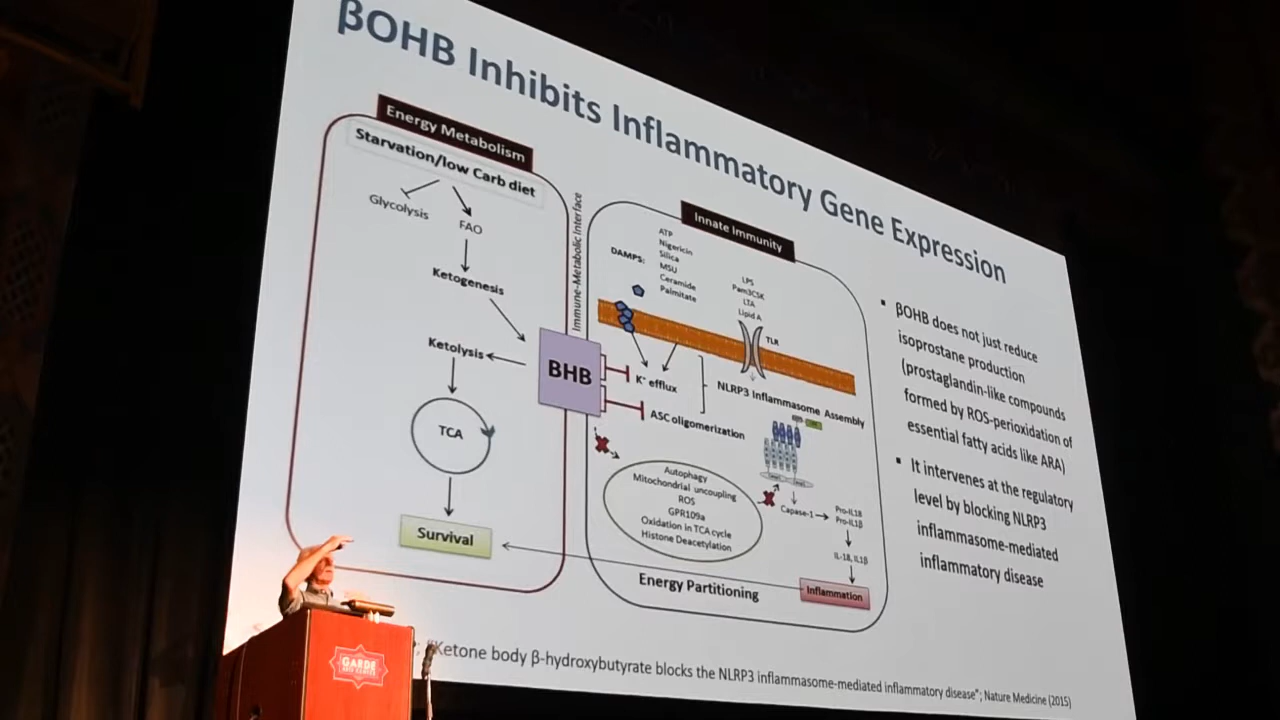 βOHB Inhibits Inflammatory Gene Expression
Energy Metabolism
Starvation/low Carb diet
Glycolysis
FAO
Ketogenesis
Ketolysis
TCA
Survival
Immune-Metabolic Interface
BHB
Innate Immunity
DAMPS:
ATP
Nigericin
Silica
MSU
Ceramide
Palmitate
LPS
Pam3CSK
LTA
Lipid A
TLR
K⁺ efflux
ASC oligomerization
NLRP3 Inflammasome Assembly
Autophagy
Mitochondrial uncoupling
ROS
GPR109a
Oxidation in TCA cycle
Histone Deacetylation
Capase-1
Pro-IL18
Pro-IL1β
IL-18, IL1β
Inflammation
Energy Partitioning
▪ βOHB does not just reduce
isoprostane production
(prostaglandin-like compounds
formed by ROS-perioxidation of
essential fatty acids like ARA)
▪ It intervenes at the regulatory
level by blocking NLRP3
inflammasome-mediated
inflammatory disease
; "Ketone body β-hydroxybutyrate blocks the NLRP3 inflammasome-mediated inflammatory disease"; Nature Medicine (2015)
GARDE
ARTS CENTER